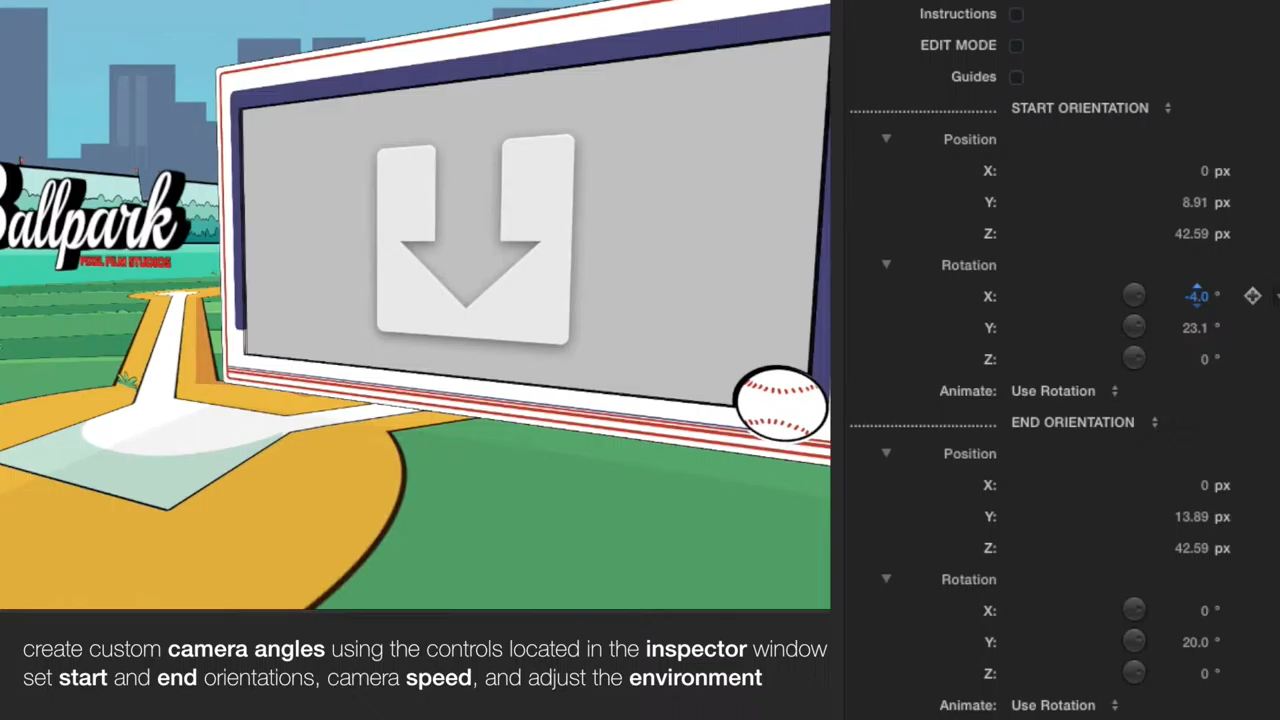 Instructions
EDIT MODE
Guides
START ORIENTATION
Position
X: 0 px
Y: 8.91 px
Z: 42.59 px
Rotation
X: -4.0 °
Y: 23.1 °
Z: 0 °
Animate: Use Rotation
END ORIENTATION
Position
X: 0 px
Y: 13.89 px
Z: 42.59 px
Rotation
X: 0 °
Y: 20.0 °
Z: 0 °
Animate: Use Rotation
Ballpark
PIXEL FILM STUDIOS
create custom camera angles using the controls located in the inspector window
set start and end orientations, camera speed, and adjust the environment